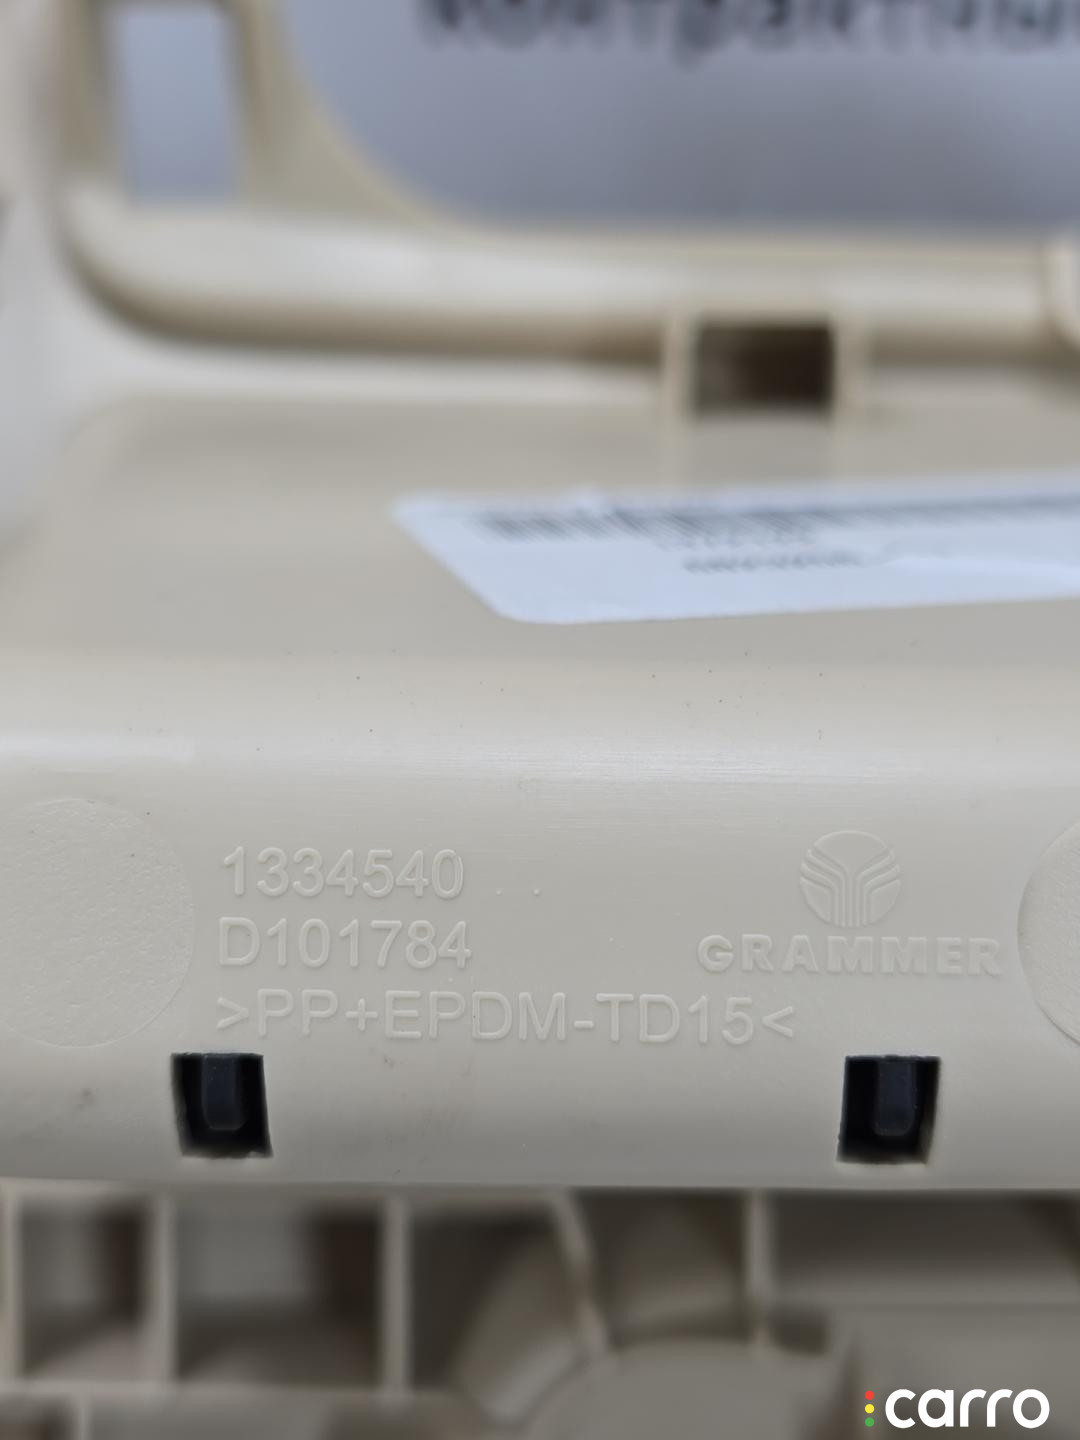 1334540
D101784
>PP+EPDM-TD15<
GRAMMER
carro